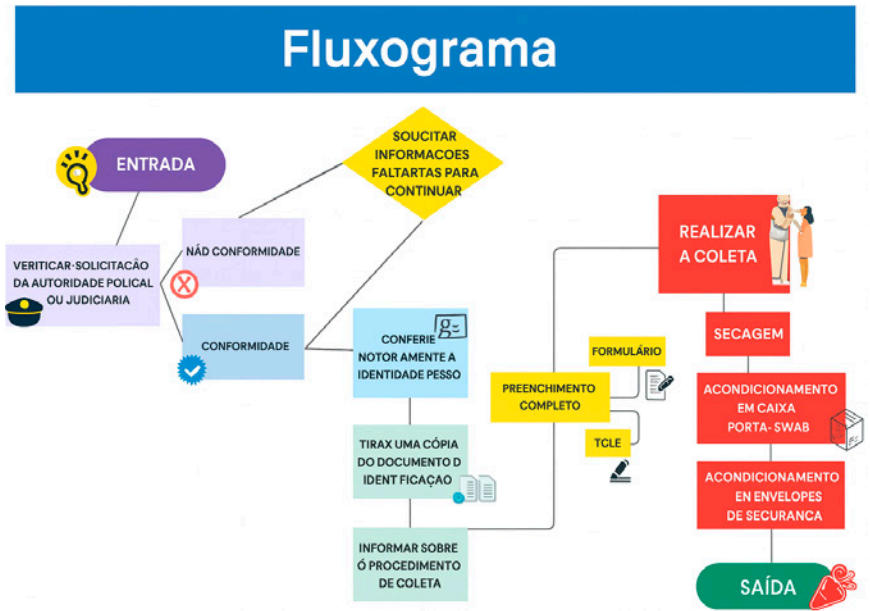 Fluxograma
ENTRADA
SOUCITAR
INFORMACOES
FALTARTAS PARA
CONTINUAR
VERITICAR-SOLICITACÂO
DA AUTORIDADE POLICAL
OU JUDICIARIA
NÁD CONFORMIDADE
CONFORMIDADE
CONFERIE
NOTOR AMENTE A
IDENTIDADE PESSO
g=
TIRAX UMA CÓPIA
DO DOCUMENTO D
IDENT FICAÇAO
INFORMAR SOBRE
Ó PROCEDIMENTO
DE COLETA
PREENCHIMENTO
COMPLETO
FORMULÁRIO
TCLE
REALIZAR
A COLETA
SECAGEM
ACONDICIONAMENTO
EM CAIXA
PORTA- SWAB
ACONDICIONAMENTO
EN ENVELOPES
DE SECURANCA
SAÍDA